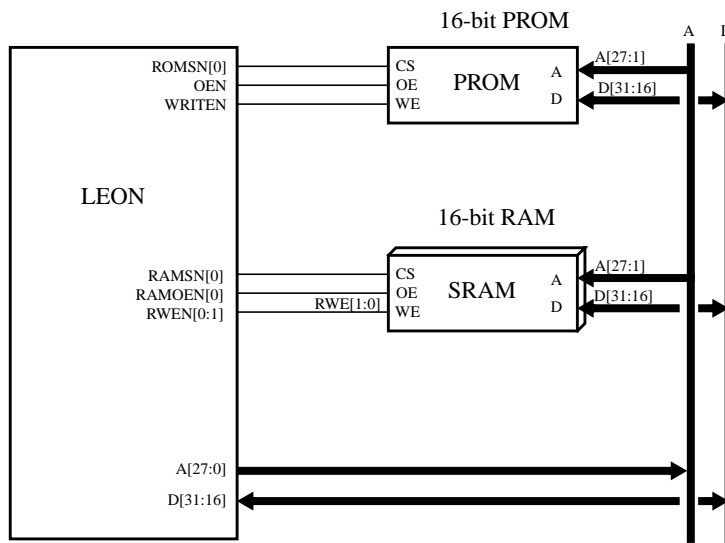 16-bit PROM
A
ROMSN[0]
OEN
WRITEN
CS
OE
WE
PROM
A
D
A[27:1]
D[31:16]
LEON
16-bit RAM
RAMSN[0]
RAMOEN[0]
RWEN[0:1]
RWE[1:0]
CS
OE
WE
SRAM
A
D
A[27:1]
D[31:16]
A[27:0]
D[31:16]